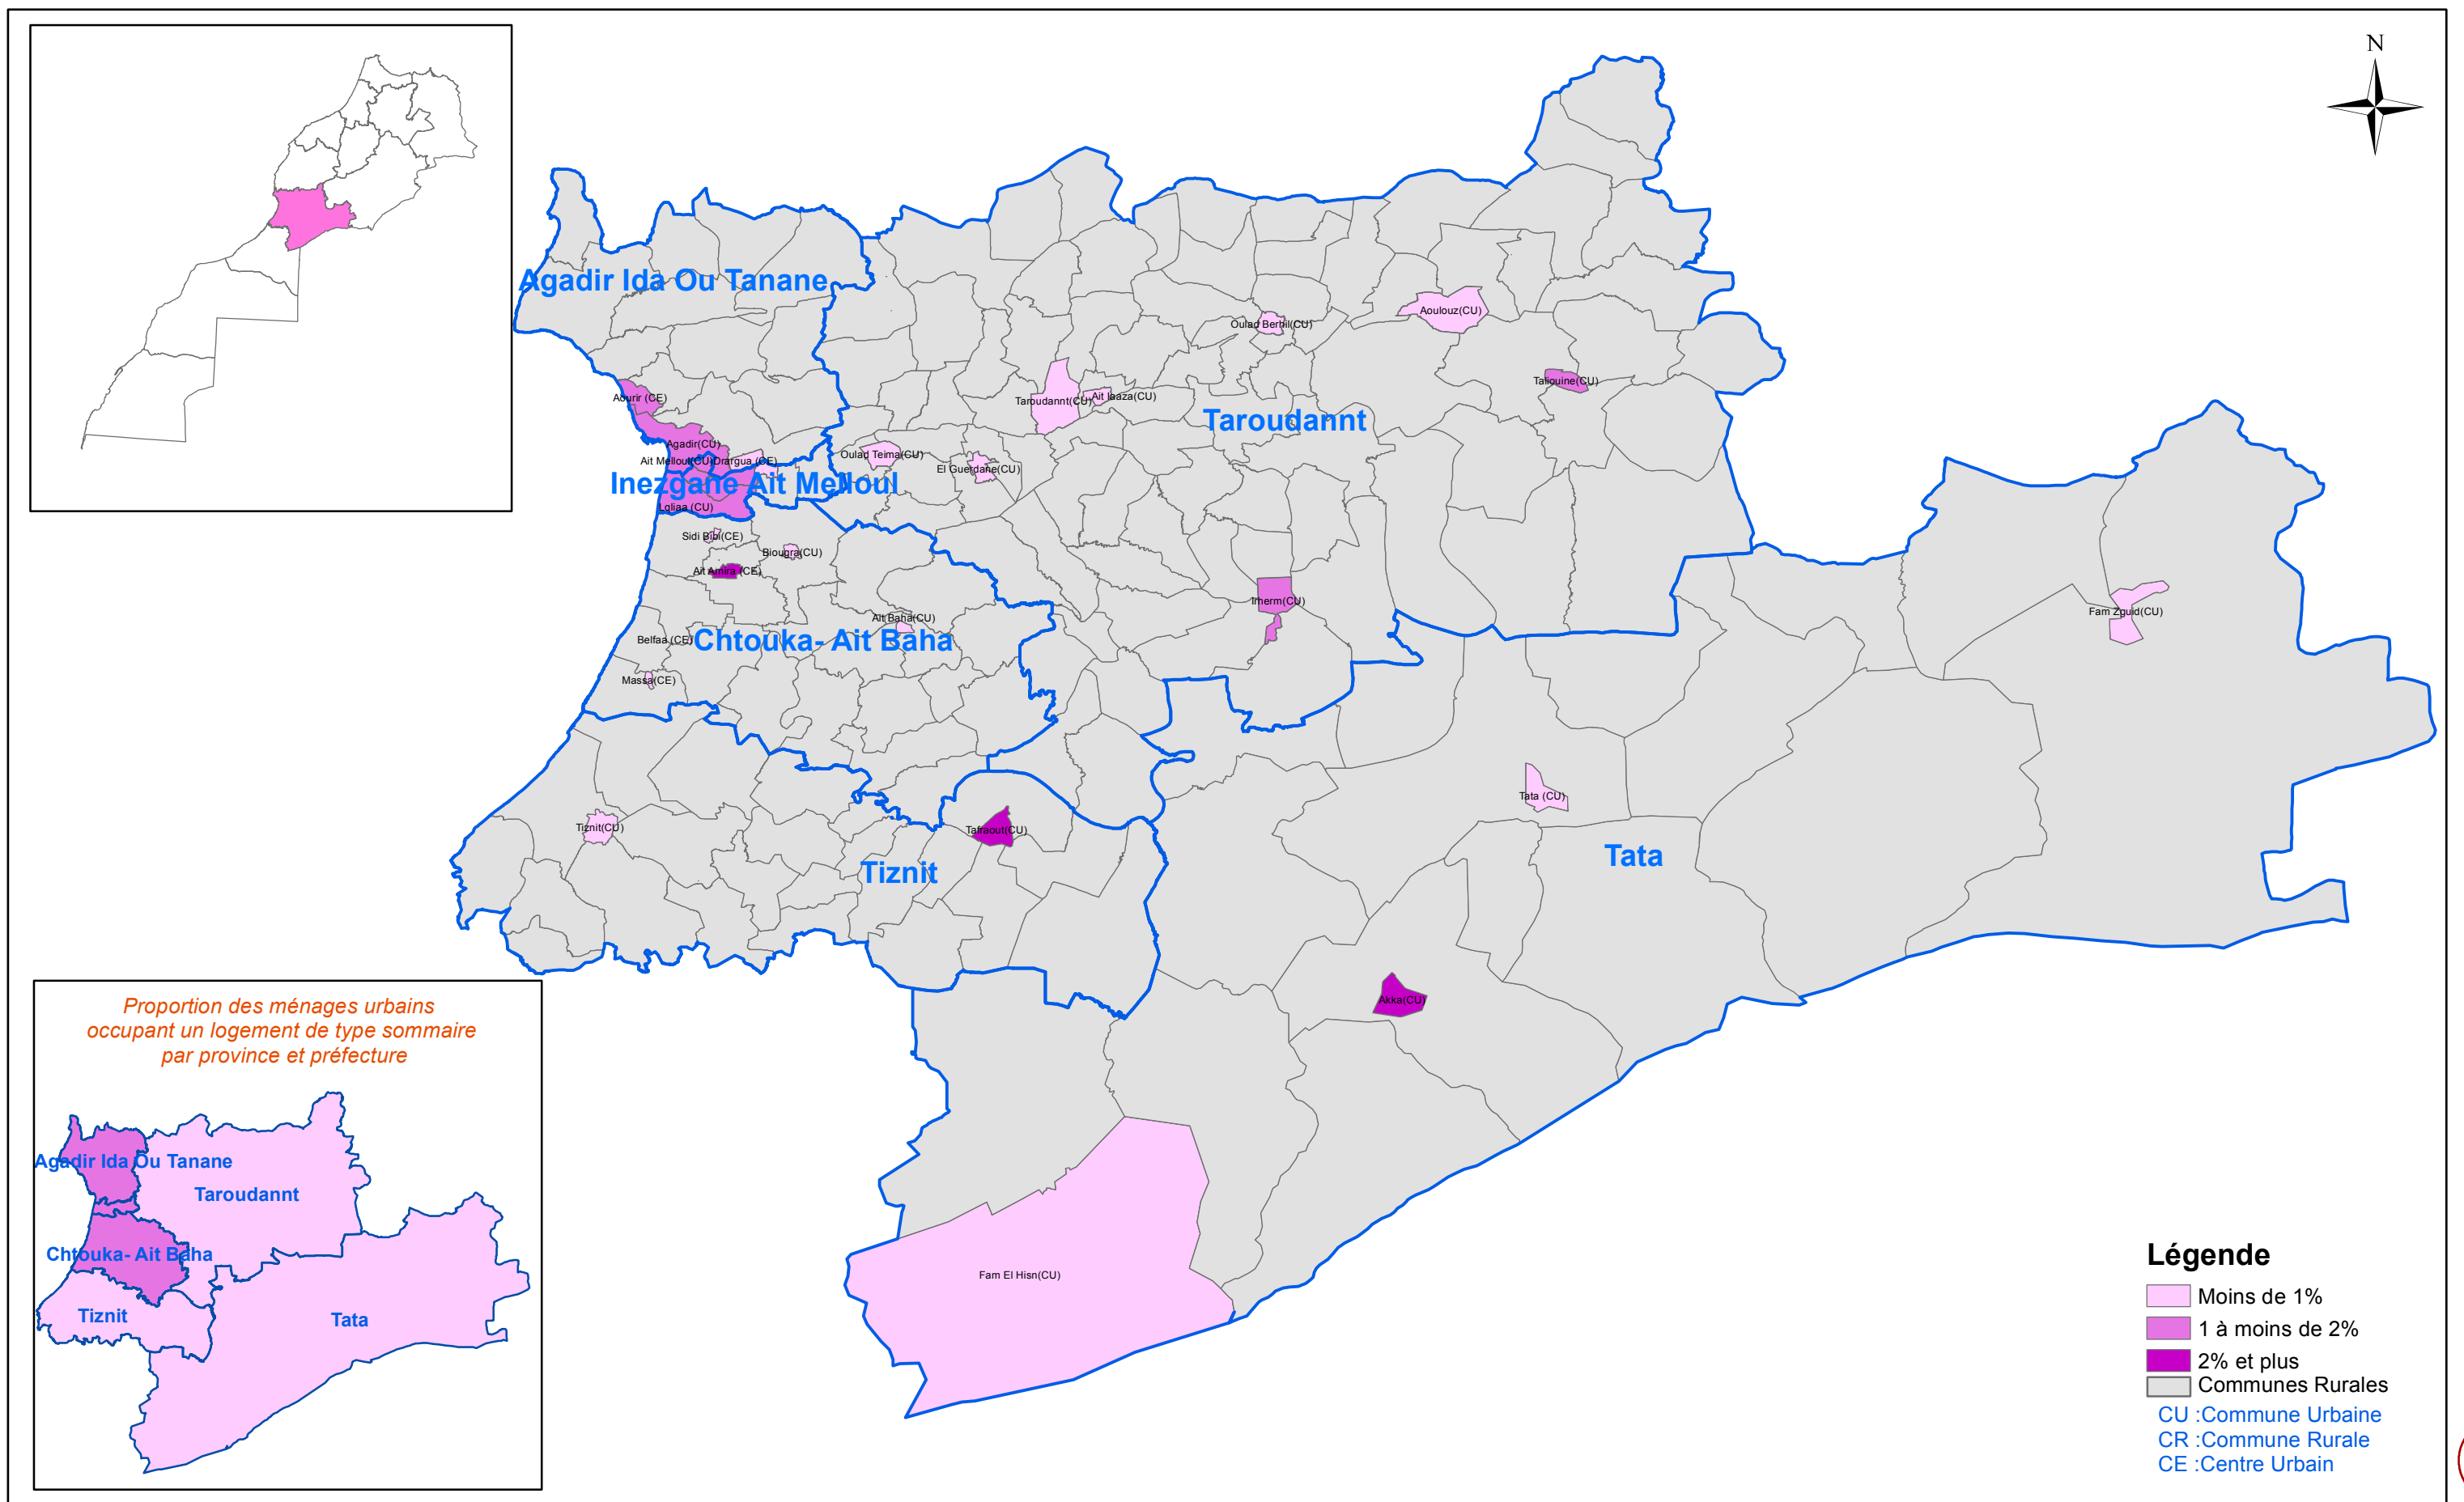 N
Agadir Ida Ou Tanane
Aoulouz(CU)
Oulad Berhil(CU)
Taliouine(CU)
Aourir (CE)
Taroudannt(CU)
Ait Iaaza(CU)
Taroudannt
Agadir(CU)
Ait Melloul(CU)
Drargua (CE)
Oulad Teima(CU)
El Guerdane(CU)
Inezgane Ait Melloul
Lqliaa (CU)
Sidi Bibi(CE)
Biougra(CU)
Ait Amira (CE)
Irherm(CU)
Fam Zguid(CU)
Ait Baha(CU)
Belfaa (CE)
Chtouka- Ait Baha
Massa(CE)
Tata (CU)
Tiznit(CU)
Tafraout(CU)
Tiznit
Tata
Akka(CU)
Fam El Hisn(CU)
Proportion des ménages urbains
occupant un logement de type sommaire
par province et préfecture
Agadir Ida Ou Tanane
Taroudannt
Chtouka- Ait Baha
Tiznit
Tata
Légende
Moins de 1%
1 à moins de 2%
2% et plus
Communes Rurales
CU :Commune Urbaine
CR :Commune Rurale
CE :Centre Urbain